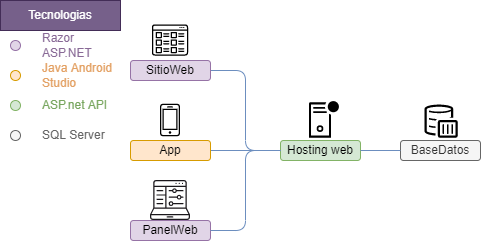 Tecnologias
Razor
ASP.NET
Java Android
Studio
ASP.net API
SQL Server
SitioWeb
App
Hosting web
BaseDatos
PanelWeb